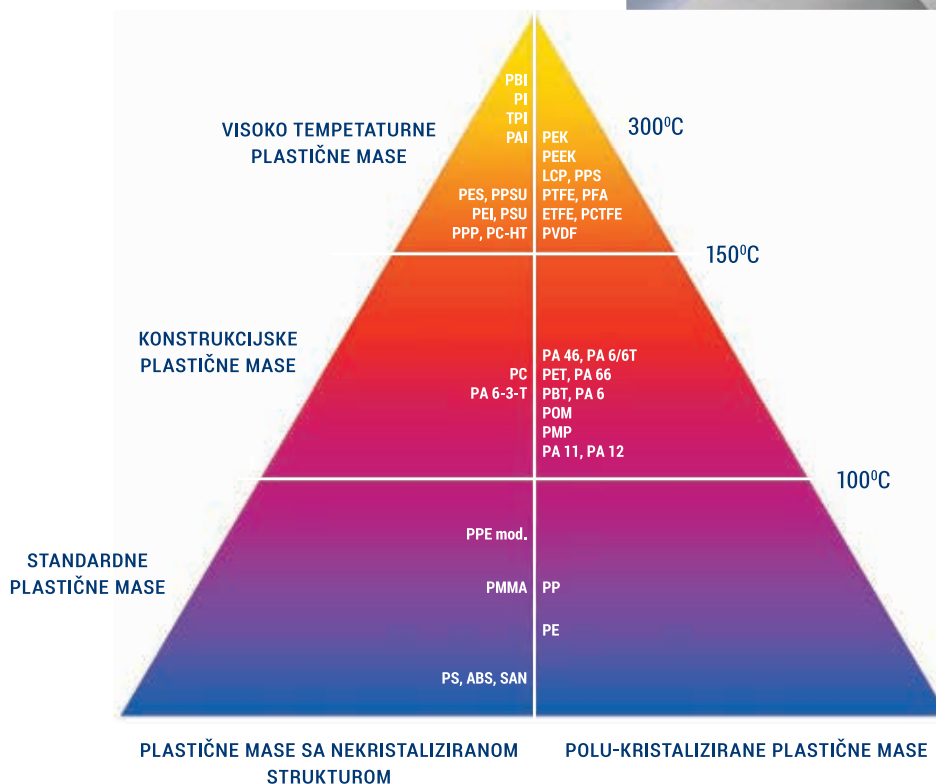 PBI
PI
TPI
PAI
VISOKO TEMPETATURNE
PLASTIČNE MASE
300⁰C
PEK
PEEK
LCP, PPS
PES, PPSU
PTFE, PFA
PEI, PSU
ETFE, PCTFE
PPP, PC-HT
PVDF
150⁰C
KONSTRUKCIJSKE
PLASTIČNE MASE
PA 46, PA 6/6T
PC
PET, PA 66
PA 6-3-T
PBT, PA 6
POM
PMP
PA 11, PA 12
100⁰C
PPE mod.
STANDARDNE
PLASTIČNE MASE
PMMA
PP
PE
PS, ABS, SAN
PLASTIČNE MASE SA NEKRISTALIZIRANOM
STRUKTUROM
POLU-KRISTALIZIRANE PLASTIČNE MASE